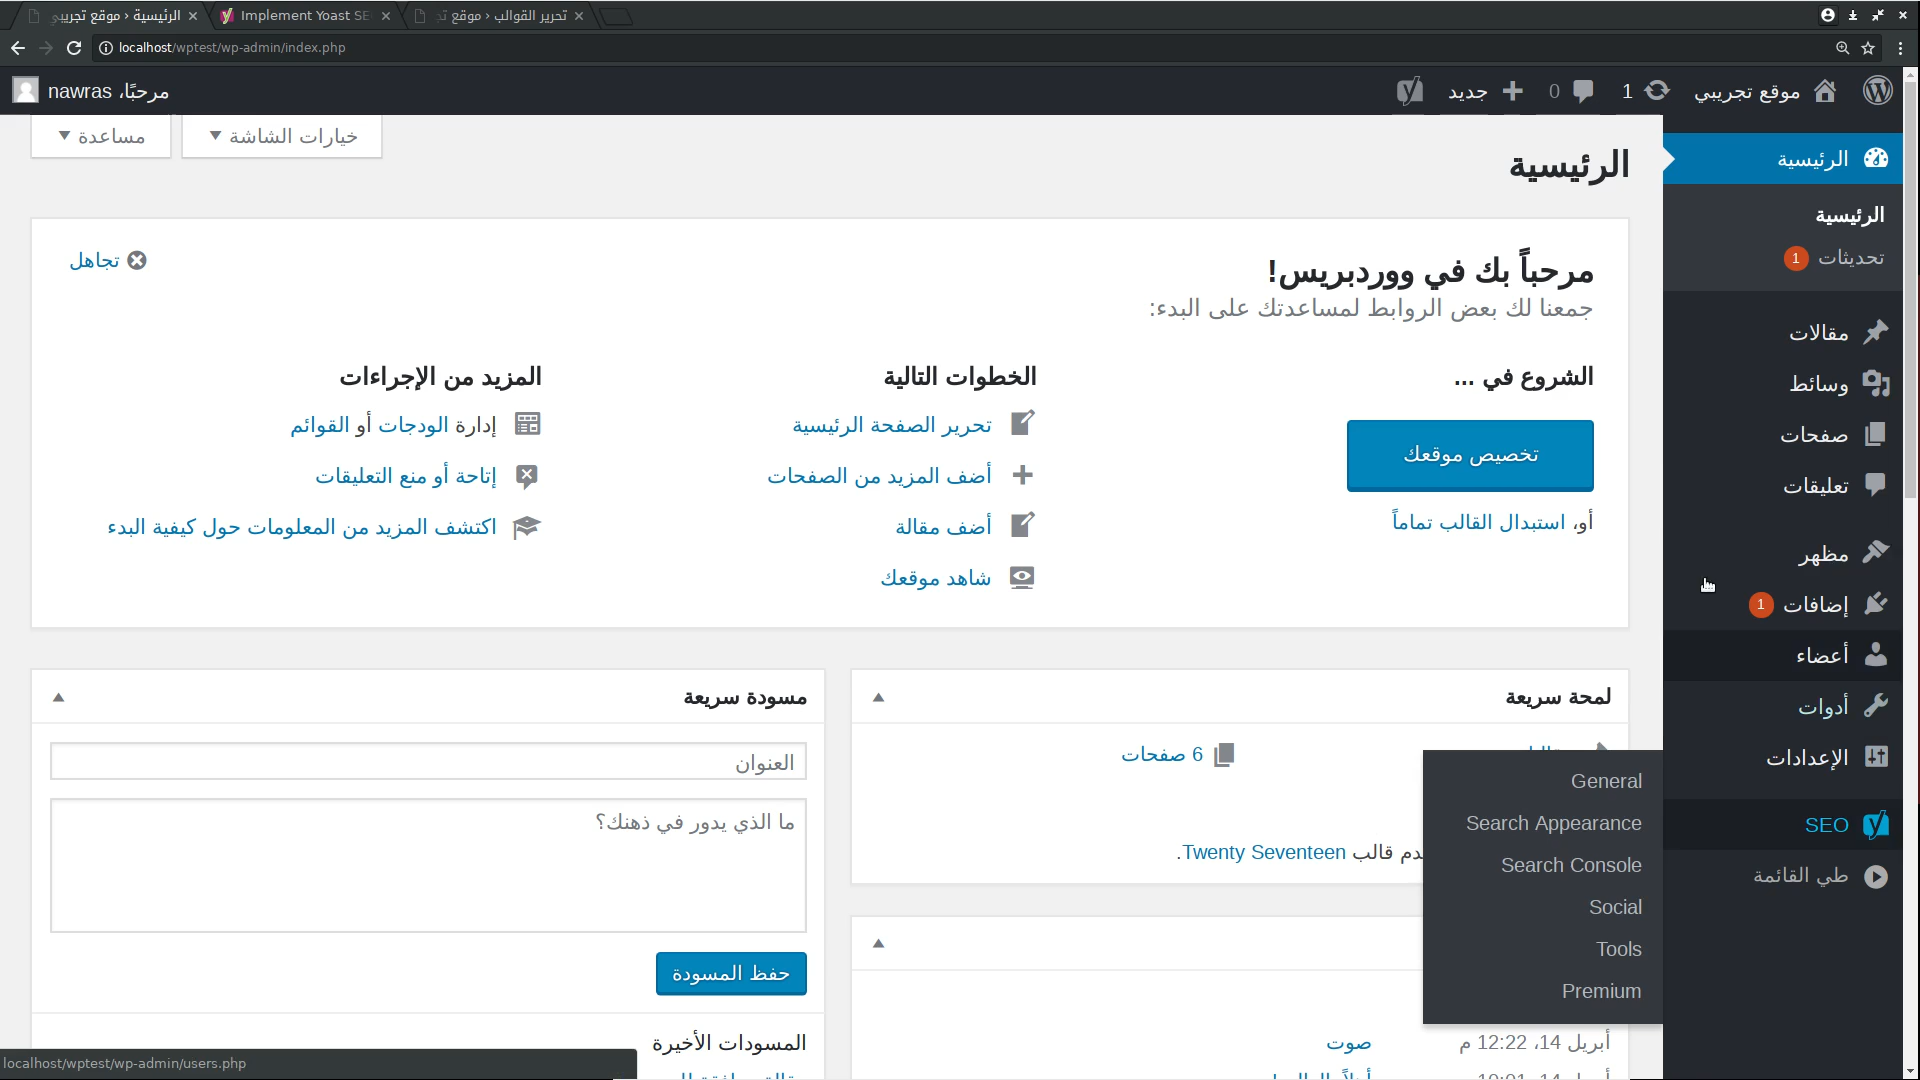 الرئيسية ‹ موقع تجريبي
Implement Yoast SE
تحرير القوالب ‹ موقع
localhost/wptest/wp-admin/index.php
موقع تجريبي
1
0
جديد
مرحبًا، nawras
خيارات الشاشة
مساعدة
الرئيسية
الرئيسية
الرئيسية
تحديثات 1
مقالات
وسائط
صفحات
تعليقات
مظهر
إضافات 1
أعضاء
أدوات
الإعدادات
SEO
طي القائمة
General
Search Appearance
Search Console
Social
Tools
Premium
تجاهل
مرحباً بك في ووردبريس!
جمعنا لك بعض الروابط لمساعدتك على البدء:
الشروع في ...
تخصيص موقعك
أو، استبدال القالب تماماً
الخطوات التالية
تحرير الصفحة الرئيسية
أضف المزيد من الصفحات
أضف مقالة
شاهد موقعك
المزيد من الإجراءات
إدارة الودجات أو القوائم
إتاحة أو منع التعليقات
اكتشف المزيد من المعلومات حول كيفية البدء
لمحة سريعة
6 صفحات
قالب Twenty Seventeen.
أبريل 14، 12:22 م
صوت
مسودة سريعة
العنوان
ما الذي يدور في ذهنك؟
حفظ المسودة
المسودات الأخيرة
localhost/wptest/wp-admin/users.php